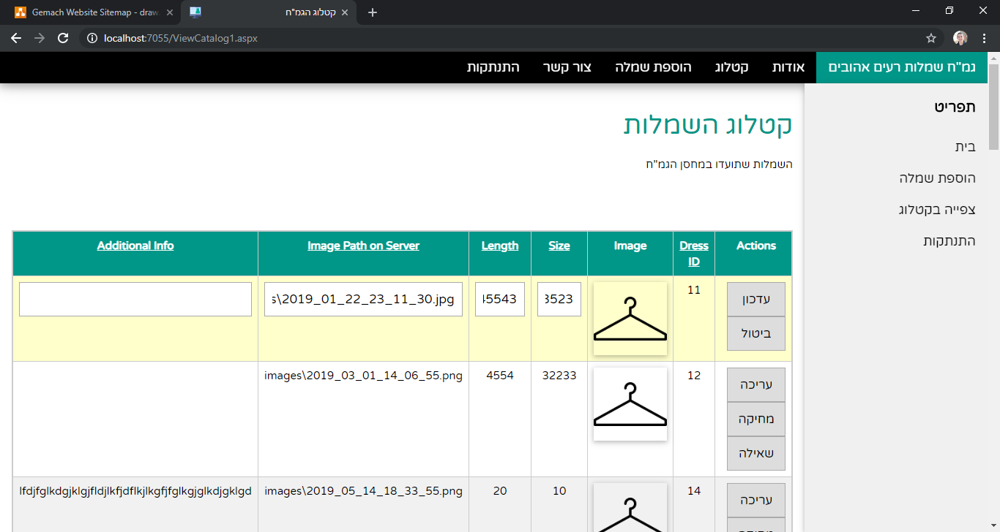 Gemach Website Sitemap - draw
קטלוג הגמ"ח
localhost:7055/ViewCatalog1.aspx
גמ"ח שמלות רעים אהובים
אודות
קטלוג
הוספת שמלה
צור קשר
התנתקות
תפריט
בית
הוספת שמלה
צפייה בקטלוג
התנתקות
קטלוג השמלות
השמלות שתועדו במחסן הגמ"ח
Additional Info
Image Path on Server
Length
Size
Image
Dress
ID
Actions
s\2019_01_22_23_11_30.jpg
45543
3523
11
עדכון
ביטול
images\2019_03_01_14_06_55.png
4554
32233
12
עריכה
מחיקה
שאילה
lfdjfglkdgjklgjfldjlkfjdflkjlkgfjfglkgjglkdjgklgd
images\2019_05_14_18_33_55.png
20
10
14
עריכה